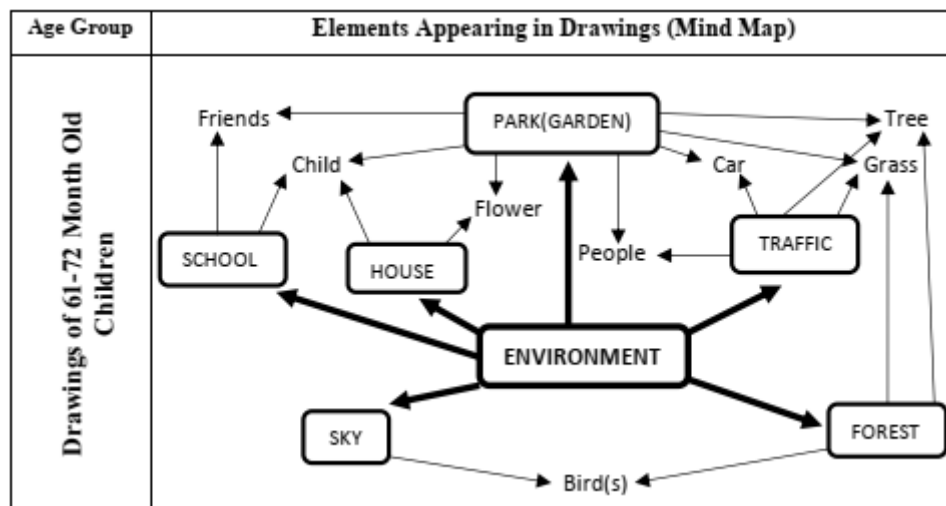 Age Group
Elements Appearing in Drawings (Mind Map)
Drawings of 61-72 Month Old
Children
PARK(GARDEN)
Friends
Tree
Child
Car
Grass
Flower
SCHOOL
HOUSE
People
TRAFFIC
ENVIRONMENT
SKY
FOREST
Bird(s)